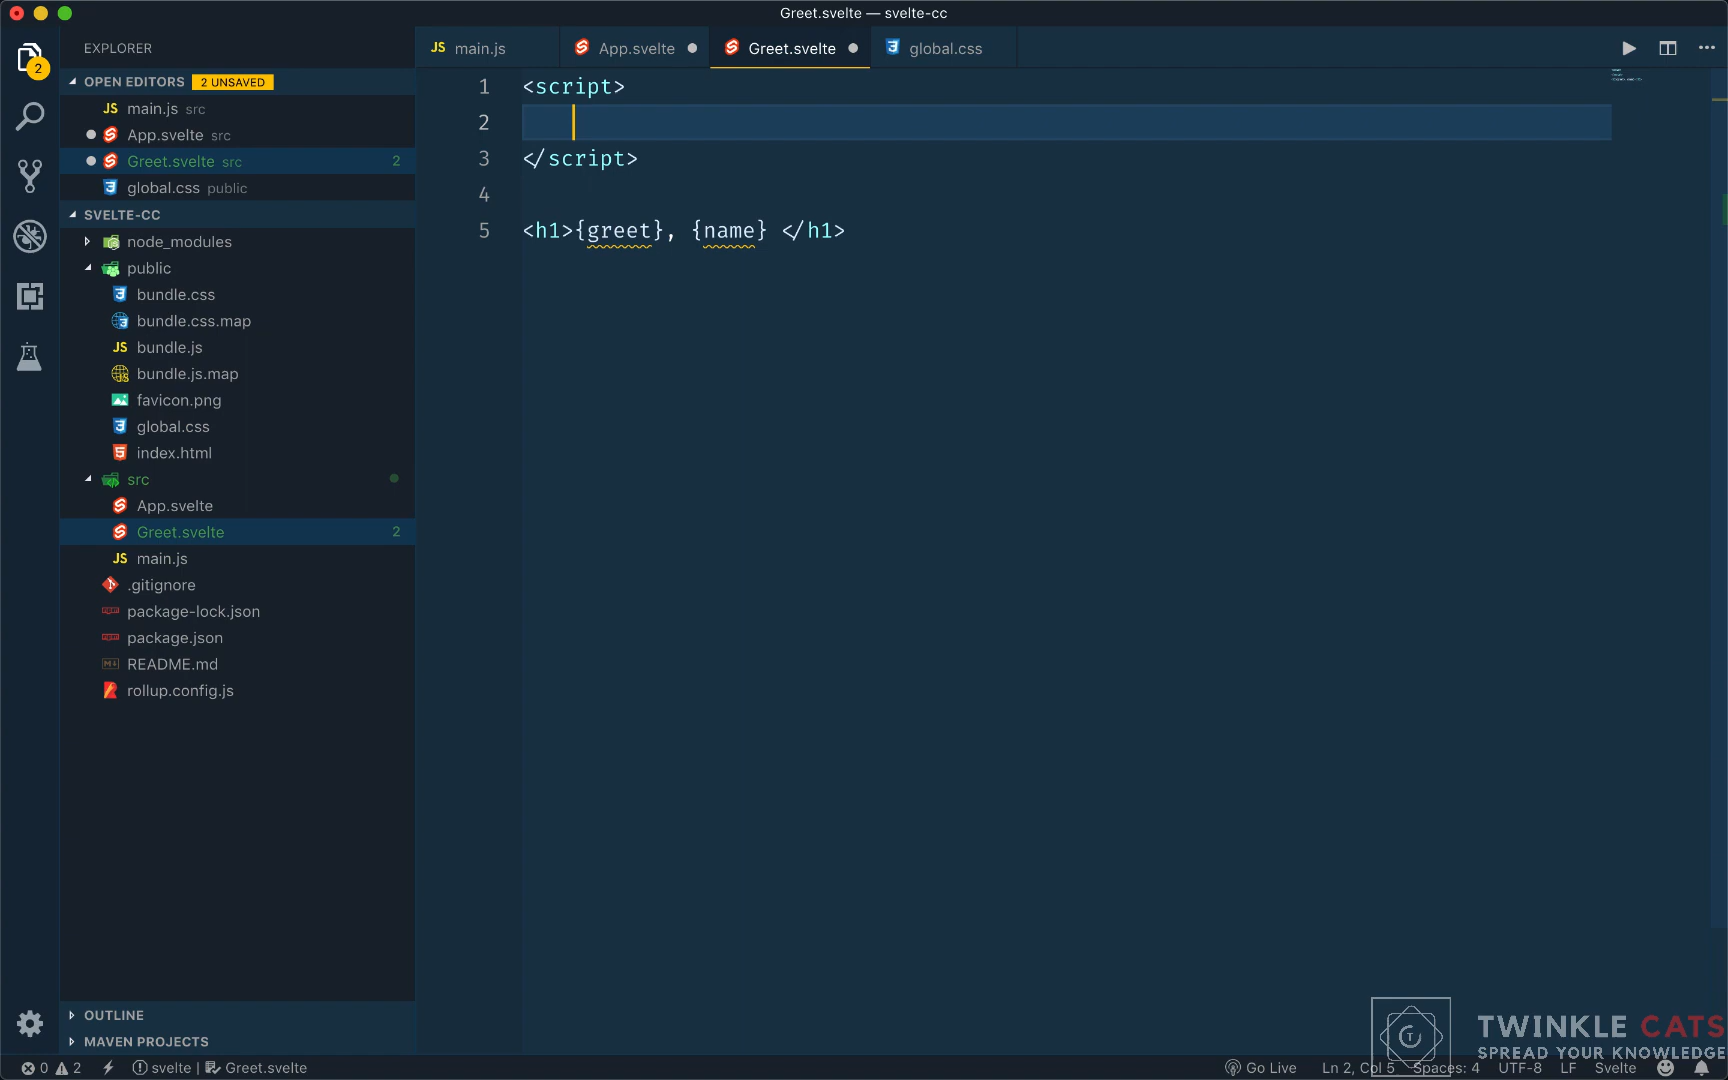 Greet.svelte — svelte-cc
EXPLORER
OPEN EDITORS 2 UNSAVED
JS main.js src
App.svelte src
Greet.svelte src 2
global.css public
SVELTE-CC
node_modules
public
bundle.css
bundle.css.map
JS bundle.js
bundle.js.map
favicon.png
global.css
index.html
src
App.svelte
Greet.svelte 2
JS main.js
.gitignore
package-lock.json
package.json
README.md
rollup.config.js
OUTLINE
MAVEN PROJECTS
2
JS main.js
App.svelte
Greet.svelte
global.css
1 <script>
2
3 </script>
4
5 <h1>{greet}, {name} </h1>
TWINKLE CATS
SPREAD YOUR KNOWLEDGE
0 2 svelte | Greet.svelte
Go Live Ln 2, Col 5 Spaces: 4 UTF-8 LF Svelte